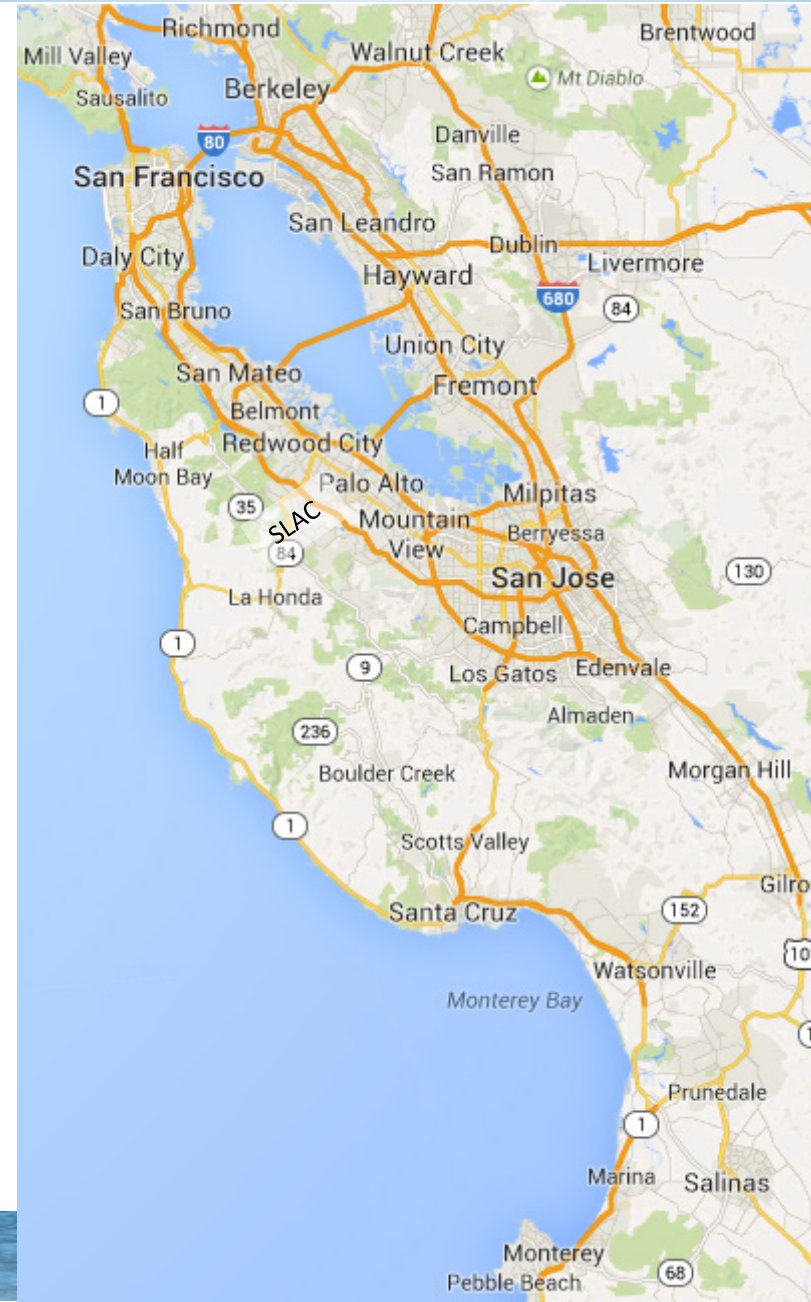 Richmond
Mill Valley
Walnut Creek
Brentwood
Mt Diablo
Berkeley
Sausalito
80
Danville
San Francisco
San Ramon
San Leandro
Dublin
Daly City
Livermore
Hayward
680
84
San Bruno
Union City
San Mateo
Fremont
1
Belmont
Redwood City
Half
Moon Bay
Palo Alto
Milpitas
35
SLAC
Mountain
View
Berryessa
84
San Jose
130
La Honda
Campbell
1
9
Los Gatos
Edenvale
Almaden
236
Boulder Creek
Morgan Hill
1
Scotts Valley
Gilro
Santa Cruz
152
10
Watsonville
Monterey Bay
1
Prunedale
1
Marina
Salinas
Monterey
68
Pebble Beach